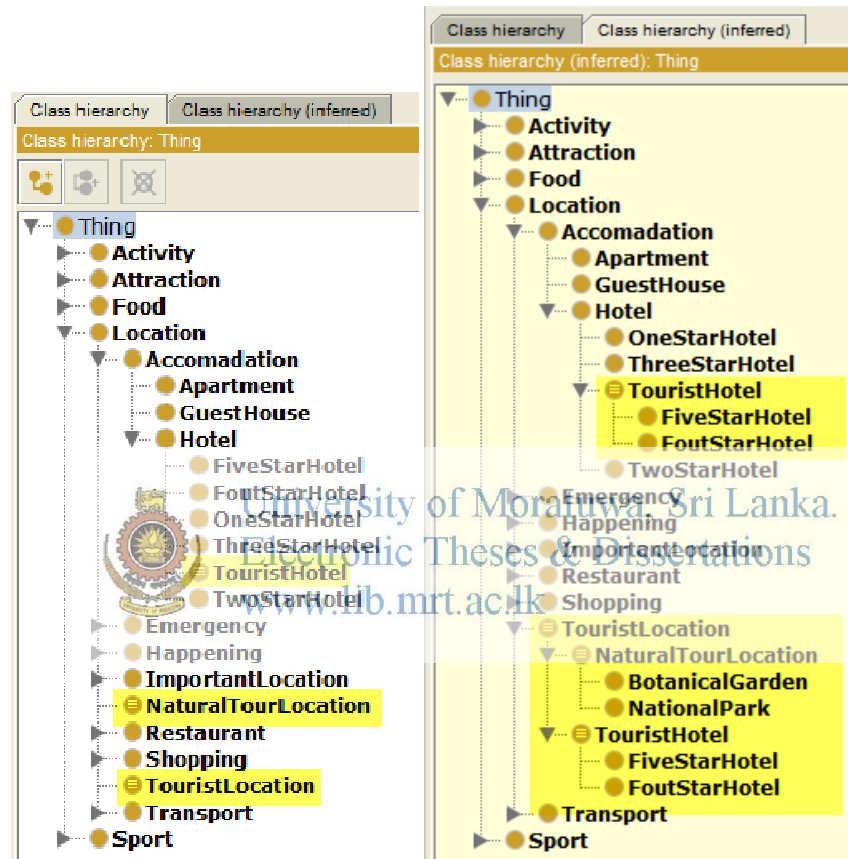 Class hierarchy
Class hierarchy (inferred)
Class hierarchy: Thing
Thing
Activity
Attraction
Food
Location
Accomadation
Apartment
GuestHouse
Hotel
FiveStarHotel
FoutStarHotel
OneStarHotel
ThreeStarHotel
TouristHotel
TwoStarHotel
Emergency
Happening
ImportantLocation
NaturalTourLocation
Restaurant
Shopping
TouristLocation
Transport
Sport
Class hierarchy
Class hierarchy (inferred)
Class hierarchy (inferred): Thing
Thing
Activity
Attraction
Food
Location
Accomadation
Apartment
GuestHouse
Hotel
OneStarHotel
ThreeStarHotel
TouristHotel
FiveStarHotel
FoutStarHotel
TwoStarHotel
Emergency
Happening
ImportantLocation
Restaurant
Shopping
TouristLocation
NaturalTourLocation
BotanicalGarden
NationalPark
TouristHotel
FiveStarHotel
FoutStarHotel
Transport
Sport
University of Moratuwa, Sri Lanka.
Electronic Theses & Dissertations
www.lib.mrt.ac.lk